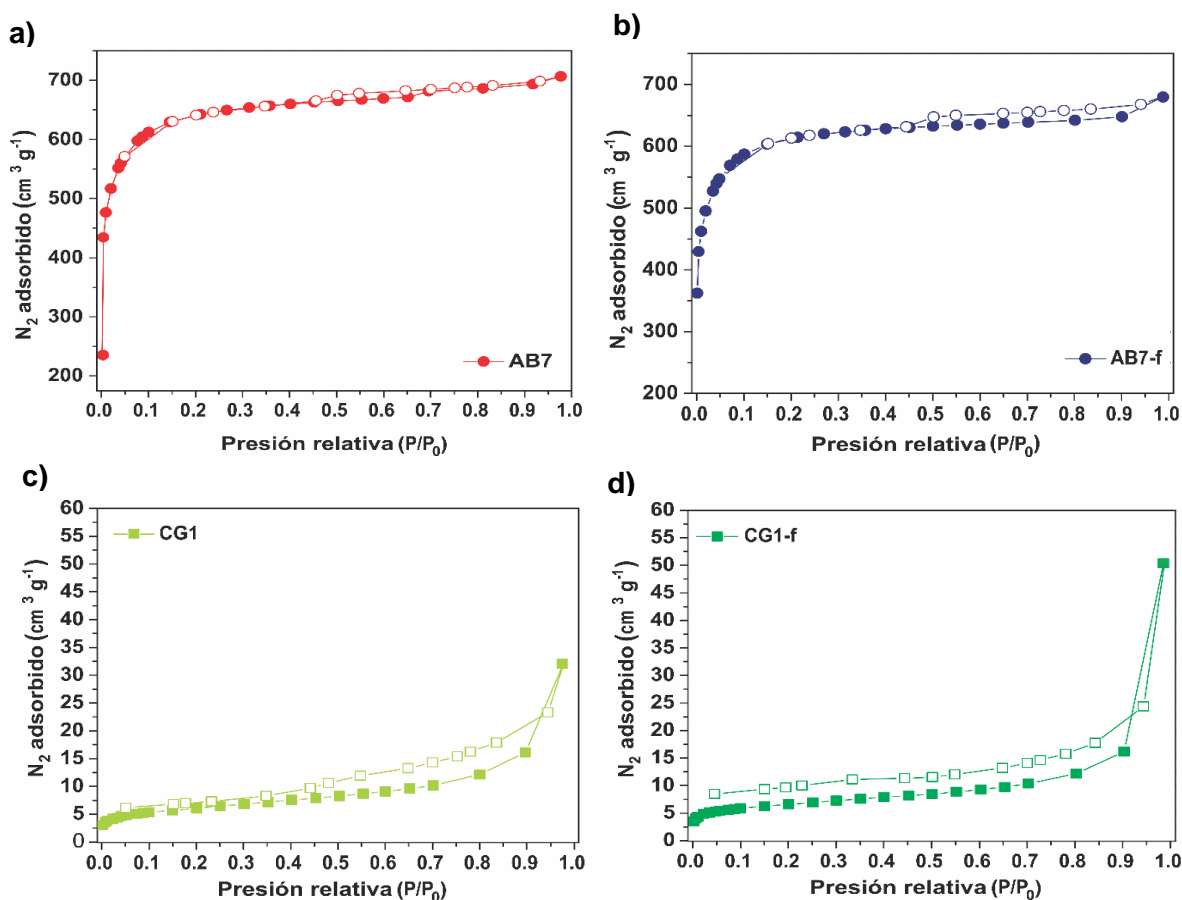 a)
N₂ adsorbido (cm³ g⁻¹)
700
600
500
400
300
200
0.0 0.1 0.2 0.3 0.4 0.5 0.6 0.7 0.8 0.9 1.0
Presión relativa (P/P₀)
AB7
b)
N₂ adsorbido (cm³ g⁻¹)
700
600
500
400
300
200
0.0 0.1 0.2 0.3 0.4 0.5 0.6 0.7 0.8 0.9 1.0
Presión relativa (P/P₀)
AB7-f
c)
N₂ adsorbido (cm³ g⁻¹)
60
55
50
45
40
35
30
25
20
15
10
5
0
0.0 0.1 0.2 0.3 0.4 0.5 0.6 0.7 0.8 0.9 1.0
Presión relativa (P/P₀)
CG1
d)
N₂ adsorbido (cm³ g⁻¹)
60
55
50
45
40
35
30
25
20
15
10
5
0
0.0 0.1 0.2 0.3 0.4 0.5 0.6 0.7 0.8 0.9 1.0
Presión relativa (P/P₀)
CG1-f